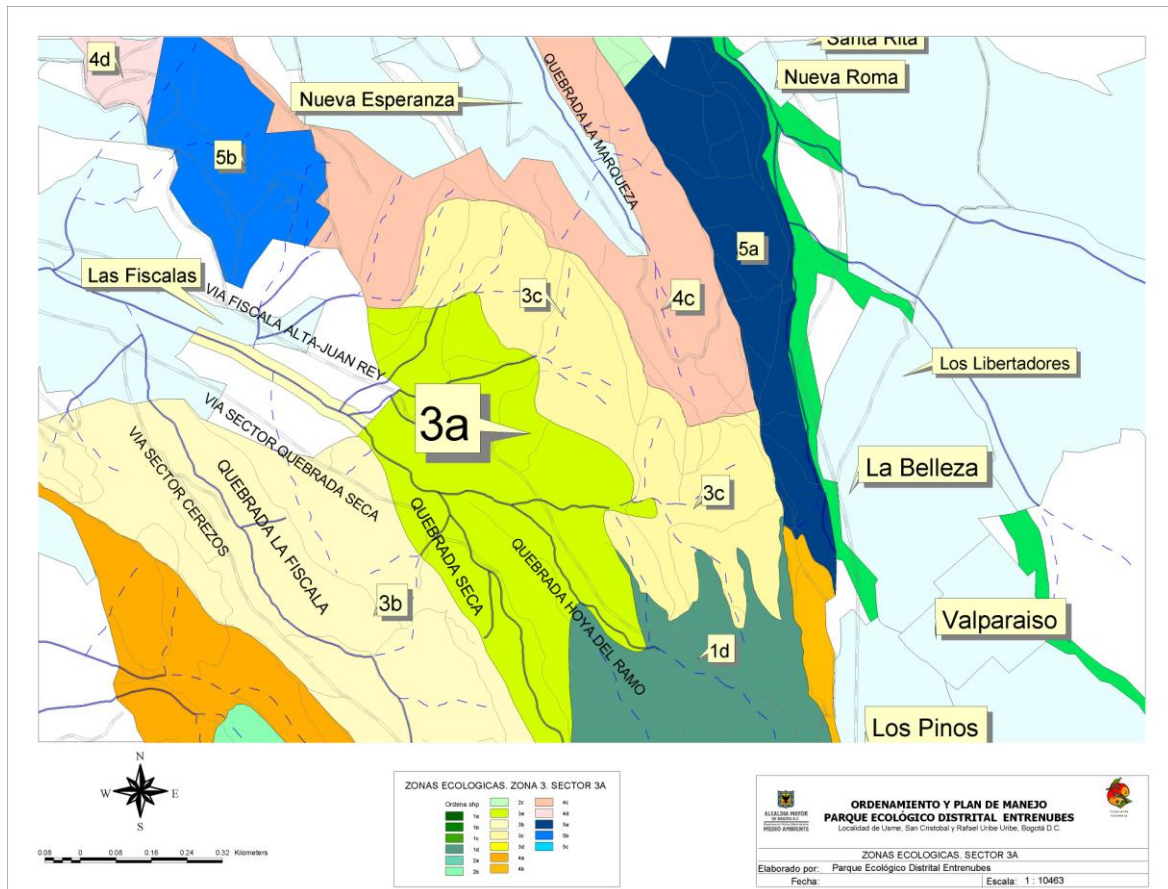 Santa Rita
4d
Nueva Roma
Nueva Esperanza
QUEBRADA LA MARQUEZA
5b
5a
Las Fiscalas
VIA FISCALA ALTA-JUAN REY
3c
4c
Los Libertadores
3a
VIA SECTOR QUEBRADA SECA
La Belleza
VIA SECTOR CEREZOS
QUEBRADA LA FISCALA
3c
QUEBRADA SECA
QUEBRADA HOYA DEL RAMO
3b
Valparaiso
1d
Los Pinos
N
W E
S
0.08 0 0.08 0.16 0.24 0.32 Kilometers
ZONAS ECOLOGICAS. ZONA 3. SECTOR 3A
Ordena.shp
1a
1b
1c
1d
2a
2b
2c
3a
3b
3c
3d
4a
4b
4c
4d
5a
5b
5c
ALCALDIA MAYOR
DE BOGOTA D.C.
MEDIO AMBIENTE
ORDENAMIENTO Y PLAN DE MANEJO
PARQUE ECOLÓGICO DISTRITAL ENTRENUBES
Localidad de Usme, San Cristobal y Rafael Uribe Uribe, Bogotá D.C.
ZONAS ECOLOGICAS. SECTOR 3A
Elaborado por: Parque Ecológico Distrital Entrenubes
Fecha: Escala: 1 : 10463